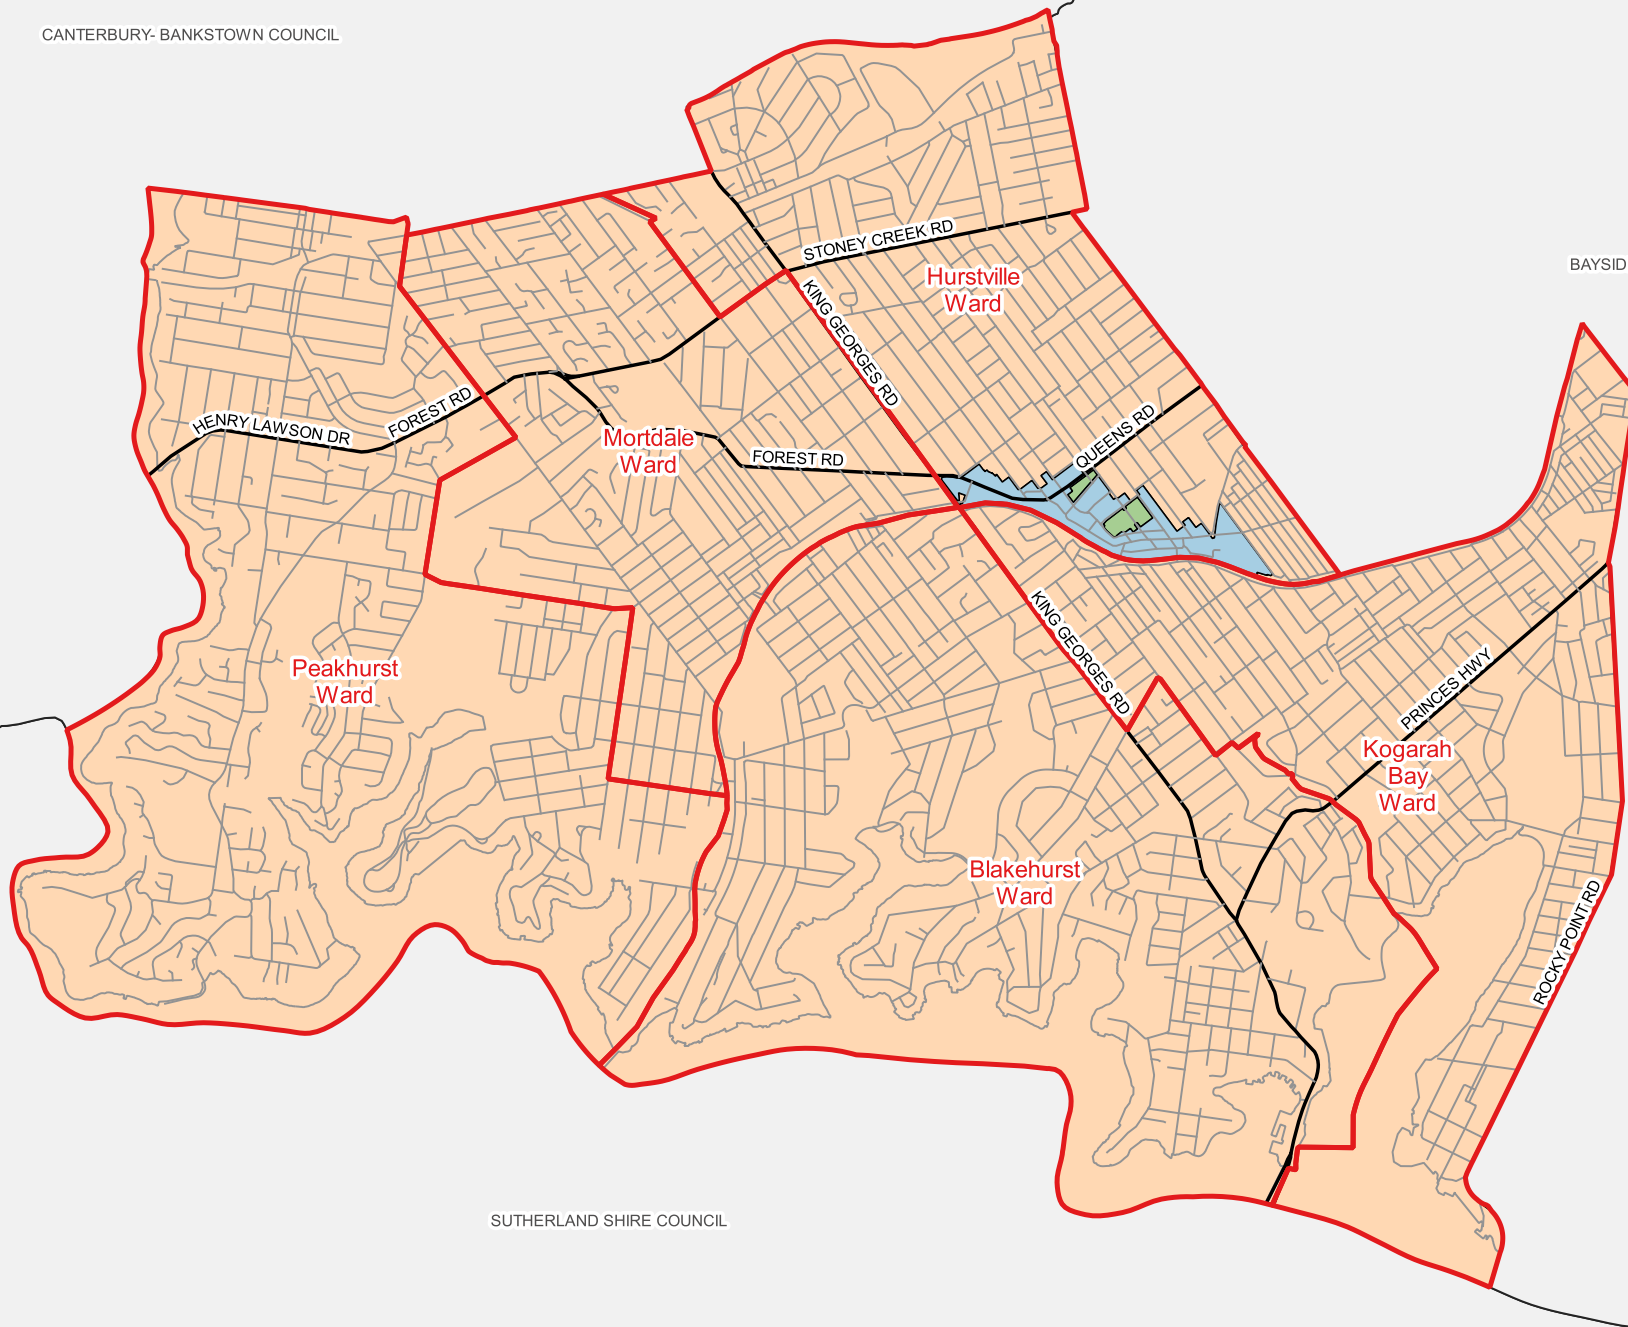 CANTERBURY- BANKSTOWN COUNCIL
STONEY CREEK RD
BAYSID
Hurstville
Ward
KING GEORGES RD
HENRY LAWSON DR
FOREST RD
QUEENS RD
Mortdale
Ward
FOREST RD
KING GEORGES RD
Peakhurst
Ward
PRINCES HWY
Kogarah
Bay
Ward
Blakehurst
Ward
ROCKY POINT RD
SUTHERLAND SHIRE COUNCIL